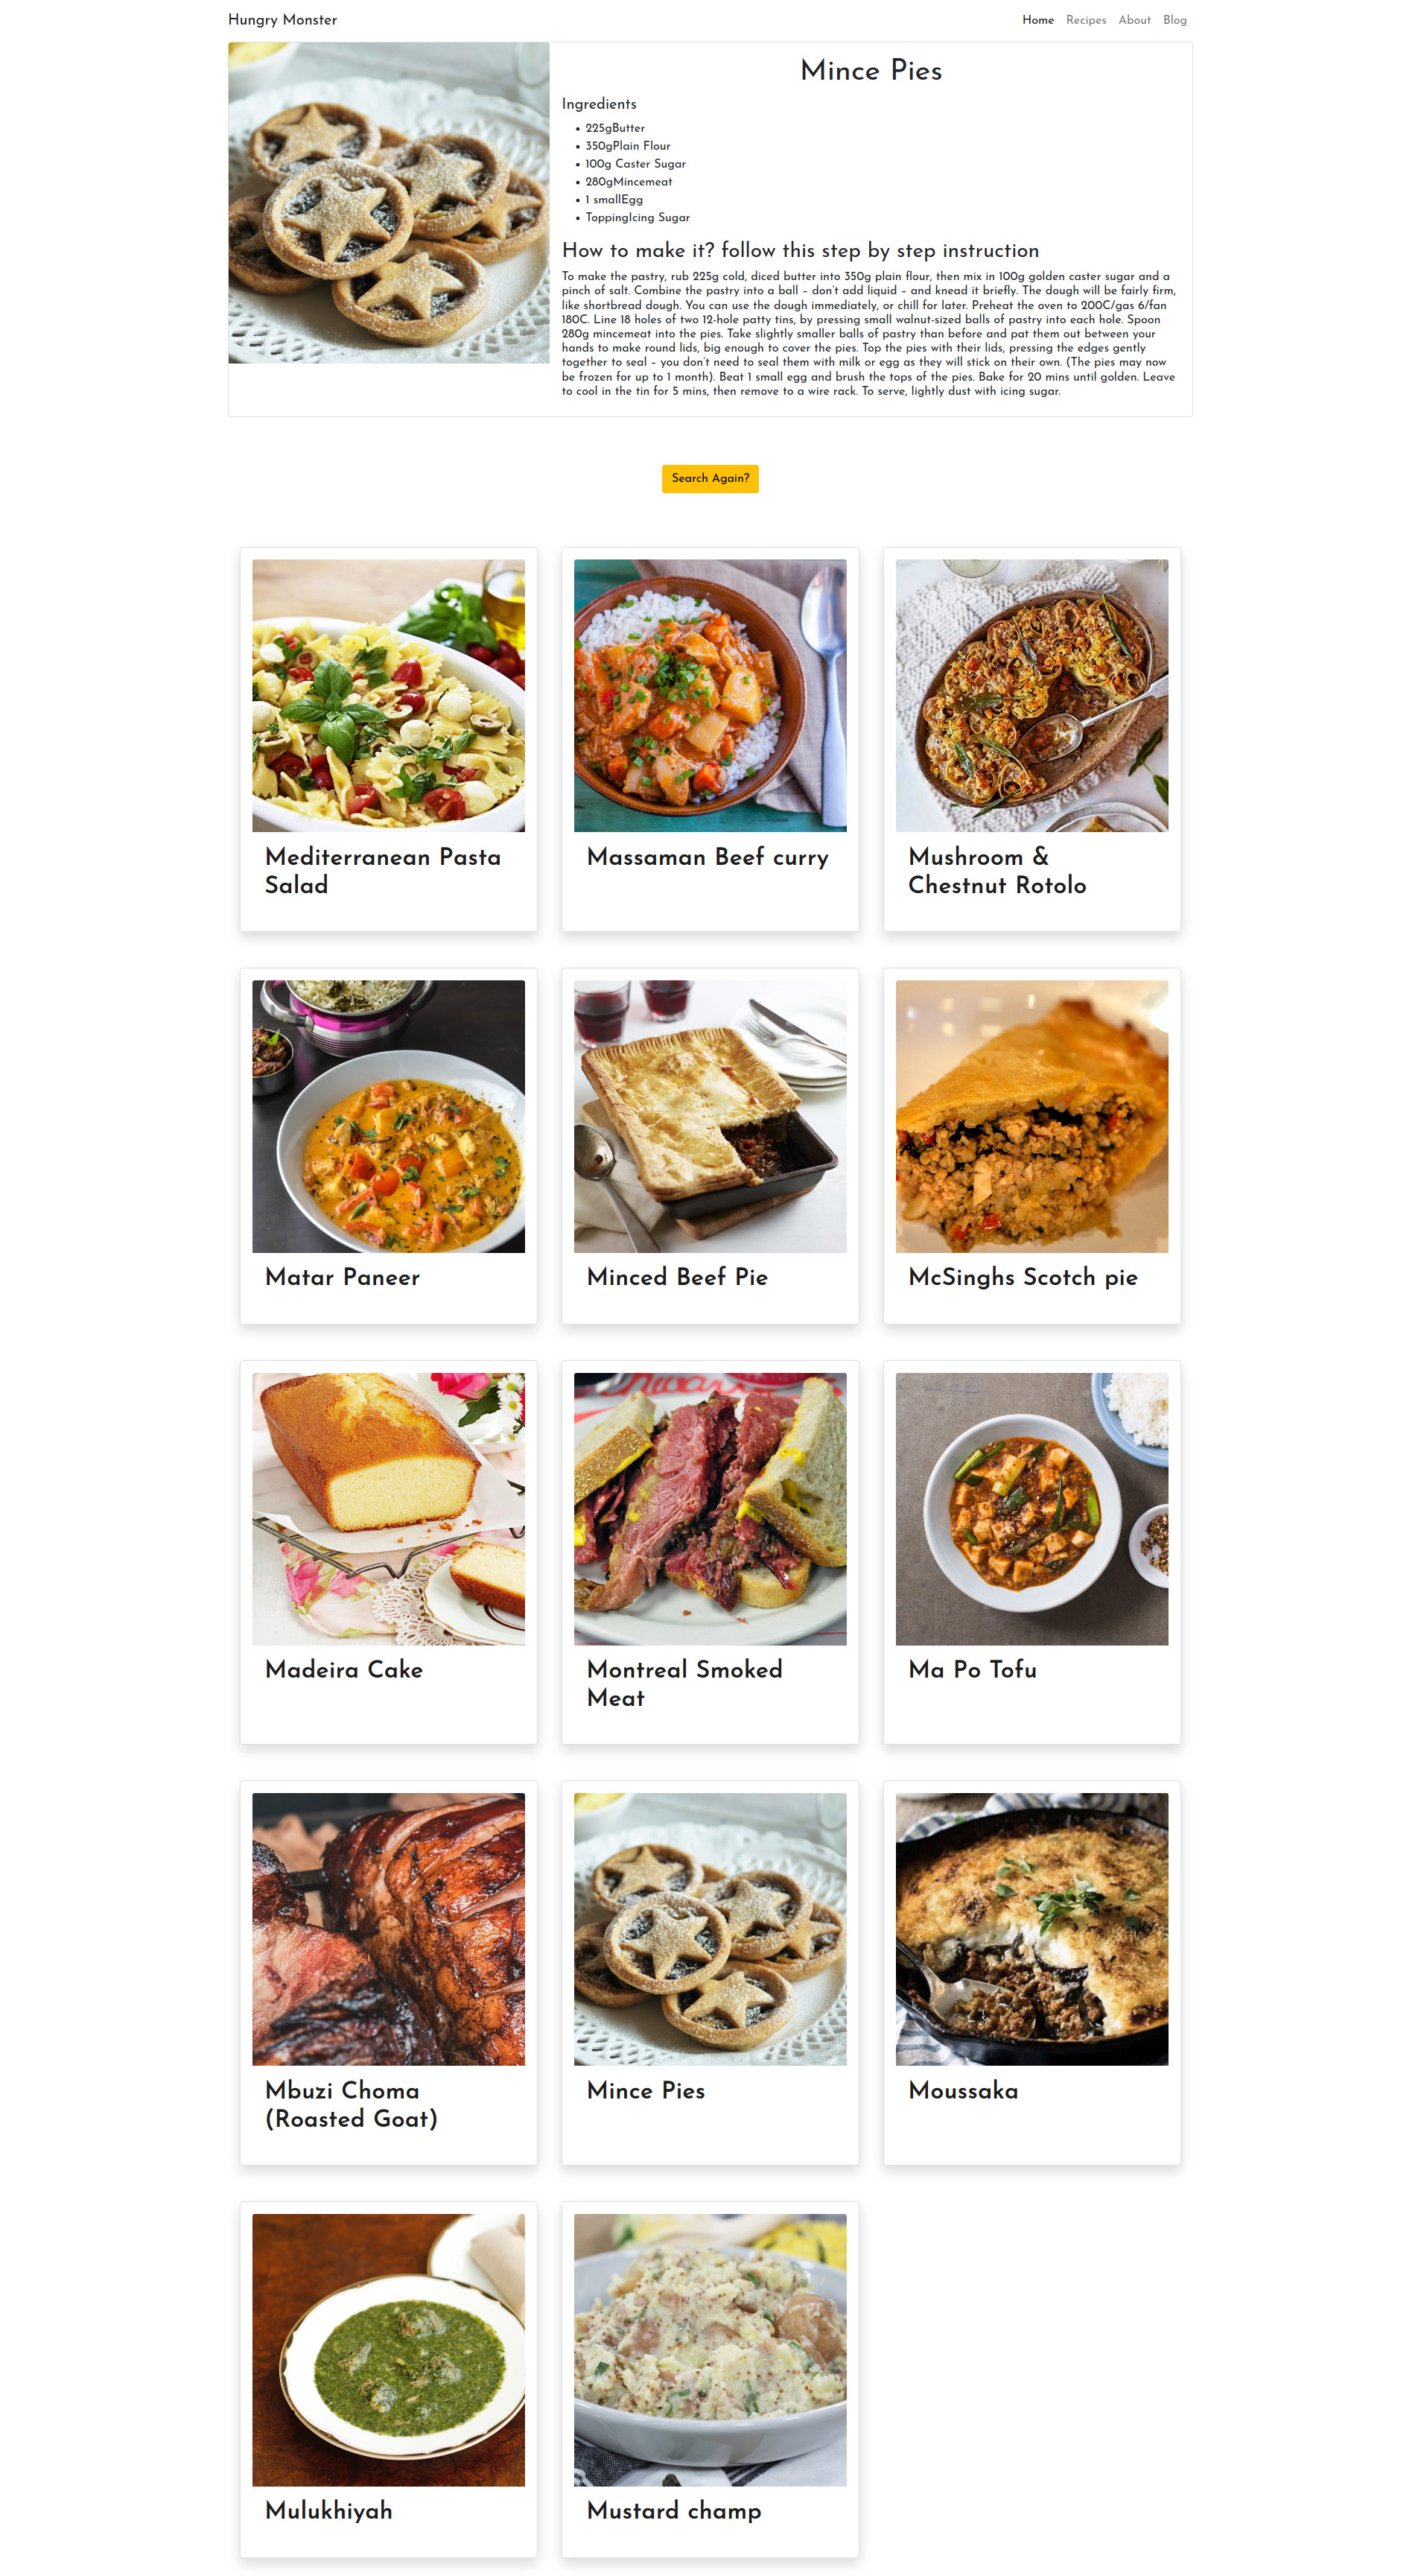 Hungry Monster
Home Recipes About Blog
Mince Pies
Ingredients
225gButter
350gPlain Flour
100g Caster Sugar
280gMincemeat
1 smallEgg
ToppingIcing Sugar
How to make it? follow this step by step instruction
To make the pastry, rub 225g cold, diced butter into 350g plain flour, then mix in 100g golden caster sugar and a
pinch of salt. Combine the pastry into a ball – don't add liquid – and knead it briefly. The dough will be fairly firm,
like shortbread dough. You can use the dough immediately, or chill for later. Preheat the oven to 200C/gas 6/fan
180C. Line 18 holes of two 12-hole patty tins, by pressing small walnut-sized balls of pastry into each hole. Spoon
280g mincemeat into the pies. Take slightly smaller balls of pastry than before and pat them out between your
hands to make round lids, big enough to cover the pies. Top the pies with their lids, pressing the edges gently
together to seal – you don't need to seal them with milk or egg as they will stick on their own. (The pies may now
be frozen for up to 1 month). Beat 1 small egg and brush the tops of the pies. Bake for 20 mins until golden. Leave
to cool in the tin for 5 mins, then remove to a wire rack. To serve, lightly dust with icing sugar.
Search Again?
Mediterranean Pasta
Salad
Massaman Beef curry
Mushroom &
Chestnut Rotolo
Matar Paneer
Minced Beef Pie
McSinghs Scotch pie
Madeira Cake
Montreal Smoked
Meat
Ma Po Tofu
Mbuzi Choma
(Roasted Goat)
Mince Pies
Moussaka
Mulukhiyah
Mustard champ